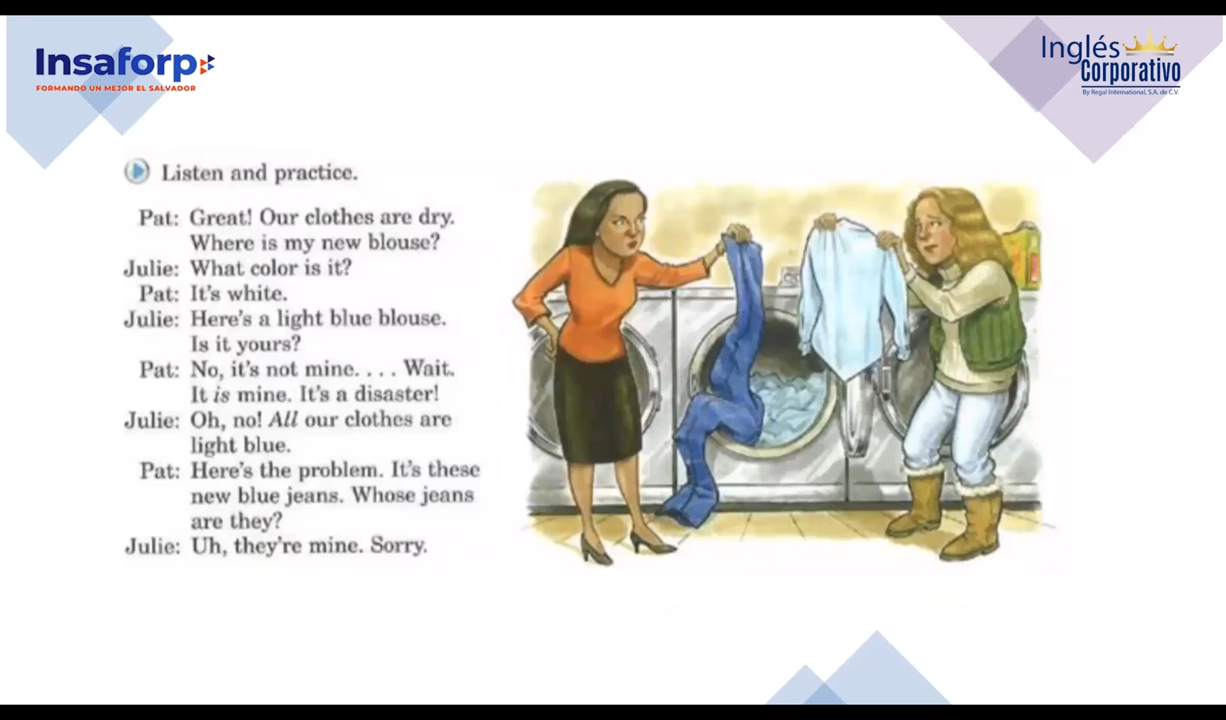 Insaforp
FORMANDO UN MEJOR EL SALVADOR
Inglés
Corporativo
By Regal International, S.A. de C.V.
Listen and practice.
Pat: Great! Our clothes are dry.
Where is my new blouse?
Julie: What color is it?
Pat: It's white.
Julie: Here's a light blue blouse.
Is it yours?
Pat: No, it's not mine. . . . Wait.
It is mine. It's a disaster!
Julie: Oh, no! All our clothes are
light blue.
Pat: Here's the problem. It's these
new blue jeans. Whose jeans
are they?
Julie: Uh, they're mine. Sorry.